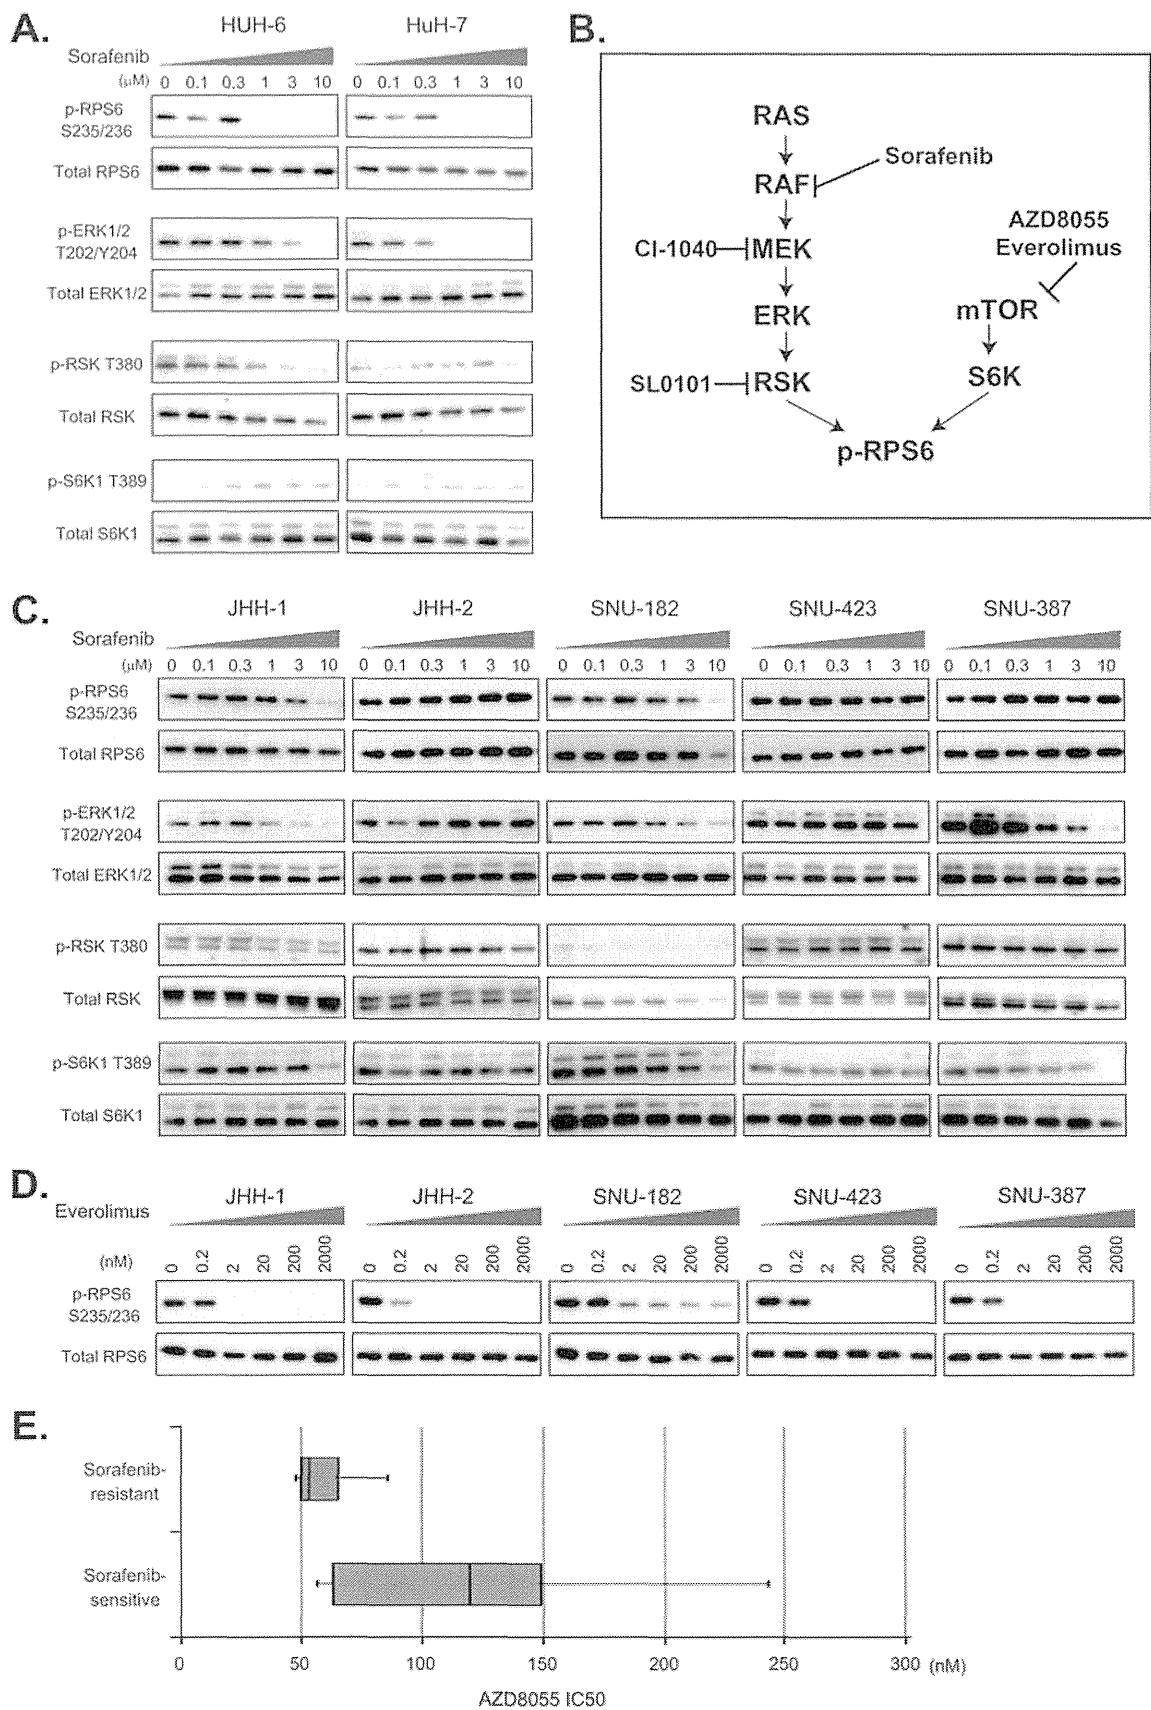 A.
HUH-6 HuH-7
Sorafenib
(μM) 0 0.1 0.3 1 3 10 0 0.1 0.3 1 3 10
p-RPS6
S235/236
Total RPS6
p-ERK1/2
T202/Y204
Total ERK1/2
p-RSK T380
Total RSK
p-S6K1 T389
Total S6K1
B.
RAS
Sorafenib
RAF
AZD8055
Everolimus
CI-1040 MEK
ERK
mTOR
SL0101 RSK
S6K
p-RPS6
C.
JHH-1 JHH-2 SNU-182 SNU-423 SNU-387
Sorafenib
(μM) 0 0.1 0.3 1 3 10 0 0.1 0.3 1 3 10 0 0.1 0.3 1 3 10 0 0.1 0.3 1 3 10 0 0.1 0.3 1 3 10
p-RPS6
S235/236
Total RPS6
p-ERK1/2
T202/Y204
Total ERK1/2
p-RSK T380
Total RSK
p-S6K1 T389
Total S6K1
D.
JHH-1 JHH-2 SNU-182 SNU-423 SNU-387
Everolimus
(nM) 0 0.2 2 20 200 2000 0 0.2 2 20 200 2000 0 0.2 2 20 200 2000 0 0.2 2 20 200 2000 0 0.2 2 20 200 2000
p-RPS6
S235/236
Total RPS6
E.
Sorafenib-
resistant
Sorafenib-
sensitive
0 50 100 150 200 250 300 (nM)
AZD8055 IC50